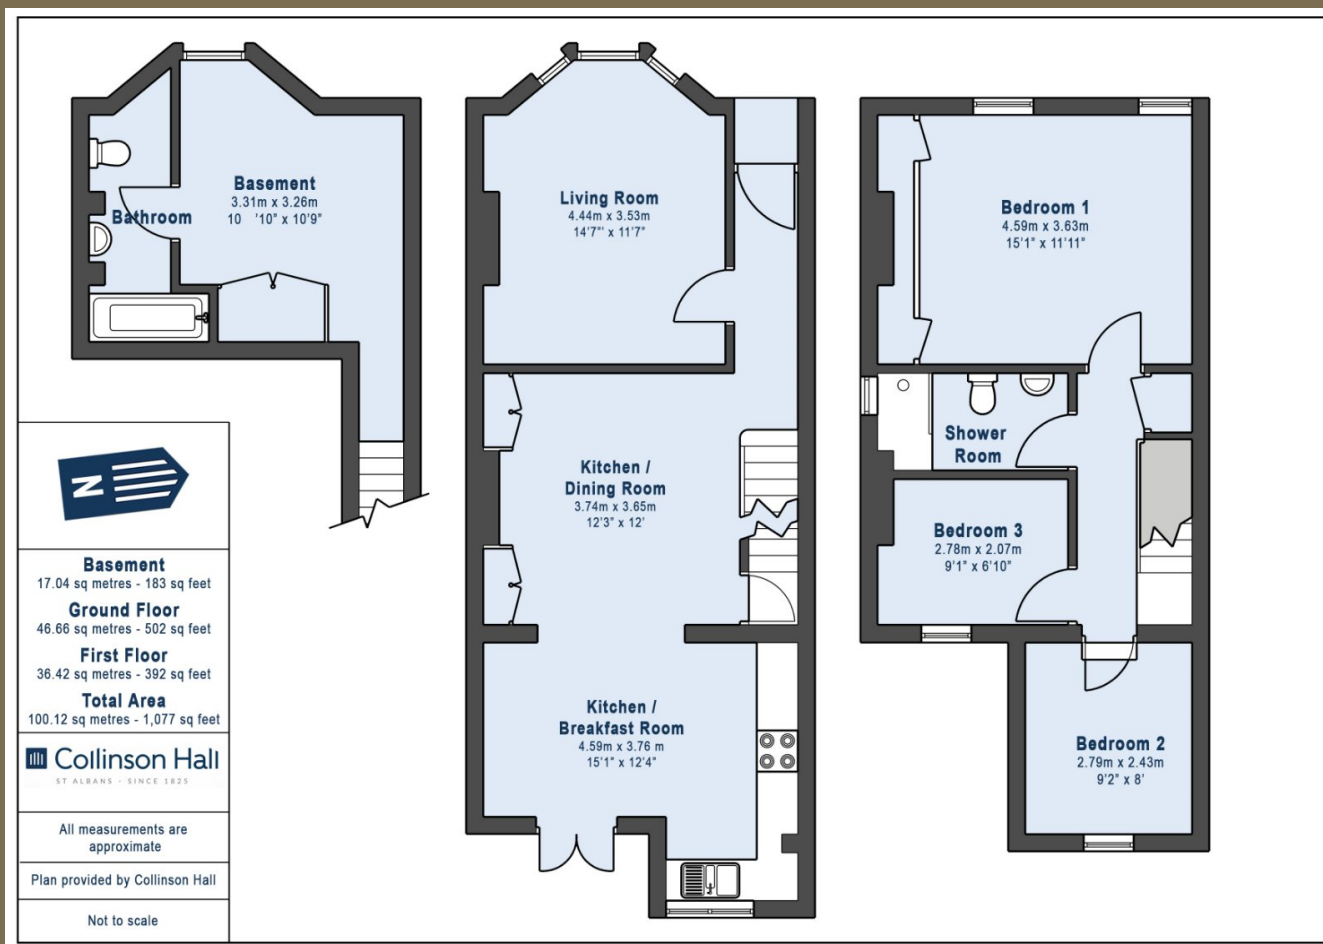 Basement
3.31m x 3.26m
10 '10" x 10'9"
Bathroom
Living Room
4.44m x 3.53m
14'7"' x 11'7"
Bedroom 1
4.59m x 3.63m
15'1" x 11'11"
Kitchen /
Dining Room
3.74m x 3.65m
12'3" x 12'
Shower
Room
Bedroom 3
2.78m x 2.07m
9'1" x 6'10"
Kitchen /
Breakfast Room
4.59m x 3.76 m
15'1" x 12'4"
Bedroom 2
2.79m x 2.43m
9'2" x 8'
N
Basement
17.04 sq metres - 183 sq feet
Ground Floor
46.66 sq metres - 502 sq feet
First Floor
36.42 sq metres - 392 sq feet
Total Area
100.12 sq metres - 1,077 sq feet
Collinson Hall
ST ALBANS - SINCE 1825
All measurements are
approximate
Plan provided by Collinson Hall
Not to scale